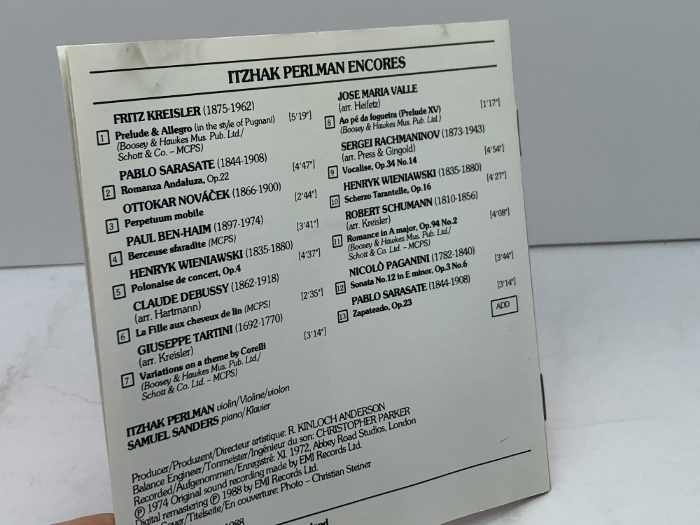 ITZHAK PERLMAN ENCORES
FRITZ KREISLER (1875-1962)
1 Prelude & Allegro (in the style of Pugnani) [5'19"]
(Boosey & Hawkes Mus. Pub. Ltd./
Schott & Co. – MCPS)
PABLO SARASATE (1844-1908)
2 Romanza Andaluza, Op.22 [4'47"]
OTTOKAR NOVÁČEK (1866-1900)
3 Perpetuum mobile [2'44"]
PAUL BEN-HAIM (1897-1974)
4 Berceuse sfaradite (MCPS) [3'41"]
HENRYK WIENIAWSKI (1835-1880)
5 Polonaise de concert, Op.4 [4'37"]
CLAUDE DEBUSSY (1862-1918)
(arr. Hartmann)
6 La Fille aux cheveux de lin (MCPS) [2'35"]
GIUSEPPE TARTINI (1692-1770)
(arr. Kreisler)
7 Variations on a theme by Corelli [3'14"]
(Boosey & Hawkes Mus. Pub. Ltd./
Schott & Co. Ltd. – MCPS)
JOSE MARIA VALLE
(arr. Heifetz)
8 Ao pé da fogueira (Prelude XV) [1'17"]
(Boosey & Hawkes Mus. Pub. Ltd.)
SERGEI RACHMANINOV (1873-1943)
(arr. Press & Gingold)
9 Vocalise, Op.34 No.14 [4'54"]
HENRYK WIENIAWSKI (1835-1880)
10 Scherzo Tarantelle, Op.16 [4'27"]
ROBERT SCHUMANN (1810-1856)
(arr. Kreisler)
11 Romance in A major, Op.94 No.2 [4'08"]
(Boosey & Hawkes Mus. Pub. Ltd./
Schott & Co. Ltd. – MCPS)
NICOLÒ PAGANINI (1782-1840)
12 Sonata No.12 in E minor, Op.3 No.6 [3'44"]
PABLO SARASATE (1844-1908)
13 Zapateado, Op.23 [3'14"]
ADD
ITZHAK PERLMAN violin/Violine/violon
SAMUEL SANDERS piano/Klavier
Producer/Produzent/Directeur artistique: R. KINLOCH ANDERSON
Balance Engineer/Tonmeister/Ingénieur du son: CHRISTOPHER PARKER
Recorded/Aufgenommen/Enregistré: XI. 1972, Abbey Road Studios, London
℗ 1974 Original sound recording made by EMI Records Ltd.
Digital remastering ℗ 1988 by EMI Records Ltd.
Cover/Titelseite/En couverture: Photo – Christian Steiner
1988